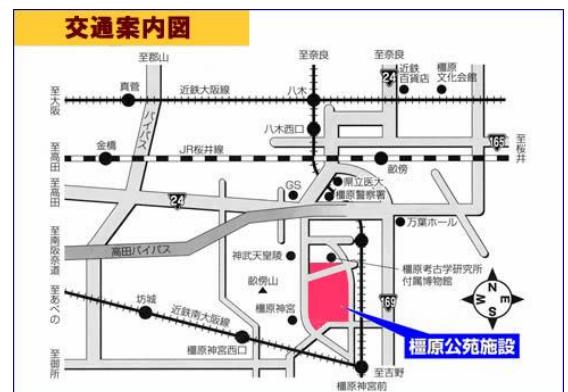 交通案内図
至郡山
至奈良
至奈良
24
近鉄
百貨店
橿原
文化会館
至大阪
真菅
近鉄大阪線
八木
バイパス
八木西口
165
至桜井
至高田
金橋
JR桜井線
畝傍
至高田
24
GS
県立医大
橿原警察署
万葉ホール
至南阪奈道
高田バイパス
神武天皇陵
橿原考古学研究所
付属博物館
畝傍山
至あべの
坊城
近鉄南大阪線
橿原神宮
169
N
E
S
W
橿原公苑施設
至御所
橿原神宮西口
至吉野
橿原神宮前